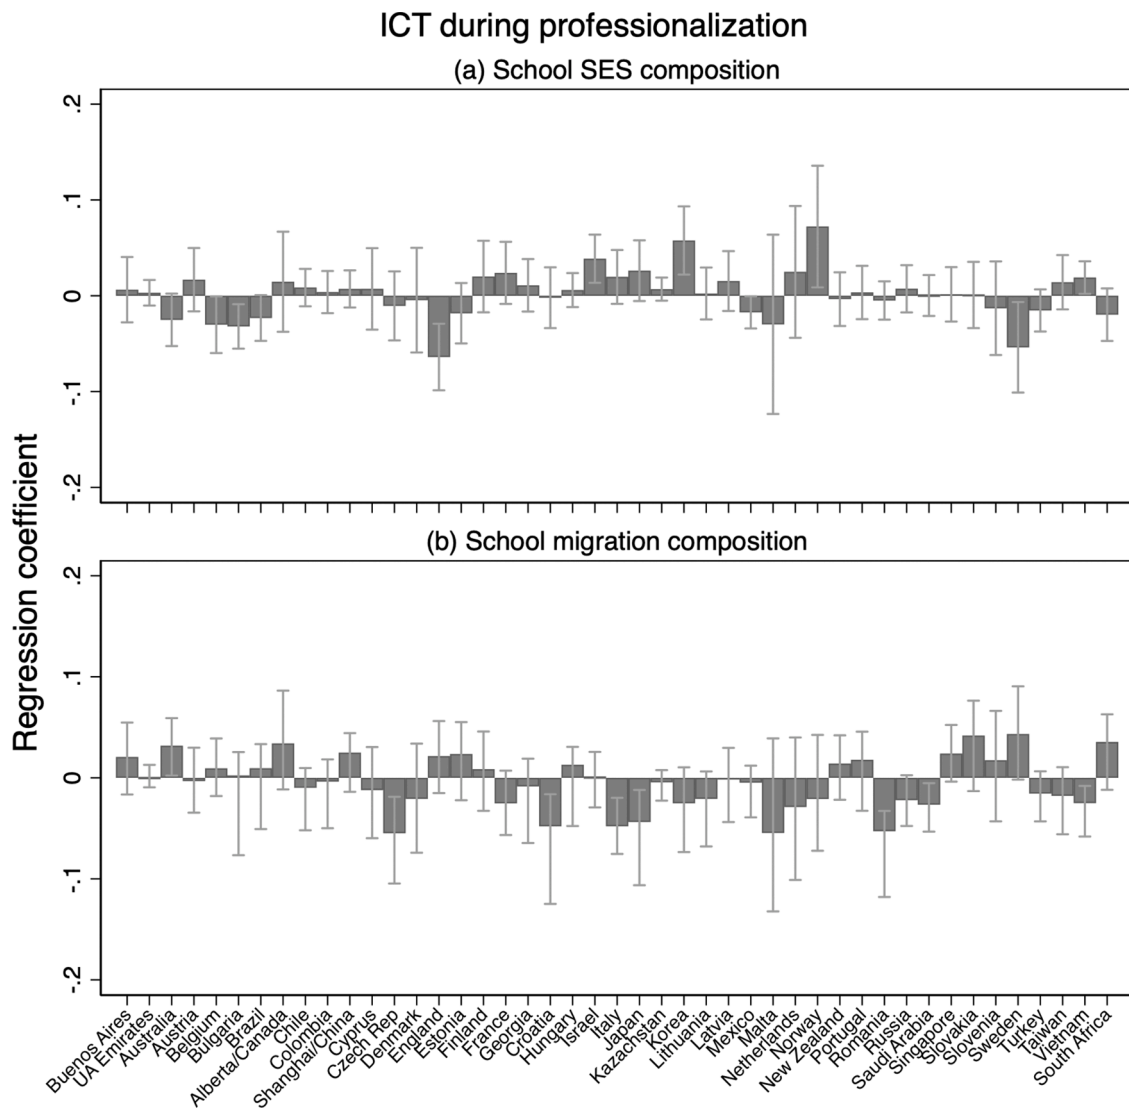 ICT during professionalization
(a) School SES composition
.2
.1
0
-.1
-.2
Regression coefficient
(b) School migration composition
.2
.1
0
-.1
-.2
Buenos Aires
UA Emirates
Australia
Austria
Belgium
Bulgaria
Brazil
Alberta/Canada
Chile
Colombia
Shanghai/China
Cyprus
Czech Rep
Denmark
England
Estonia
Finland
France
Georgia
Croatia
Hungary
Israel
Italy
Japan
Kazachstan
Korea
Lithuania
Latvia
Mexico
Malta
Netherlands
Norway
New Zealand
Portugal
Romania
Russia
Saudi Arabia
Singapore
Slovakia
Slovenia
Sweden
Turkey
Taiwan
Vietnam
South Africa